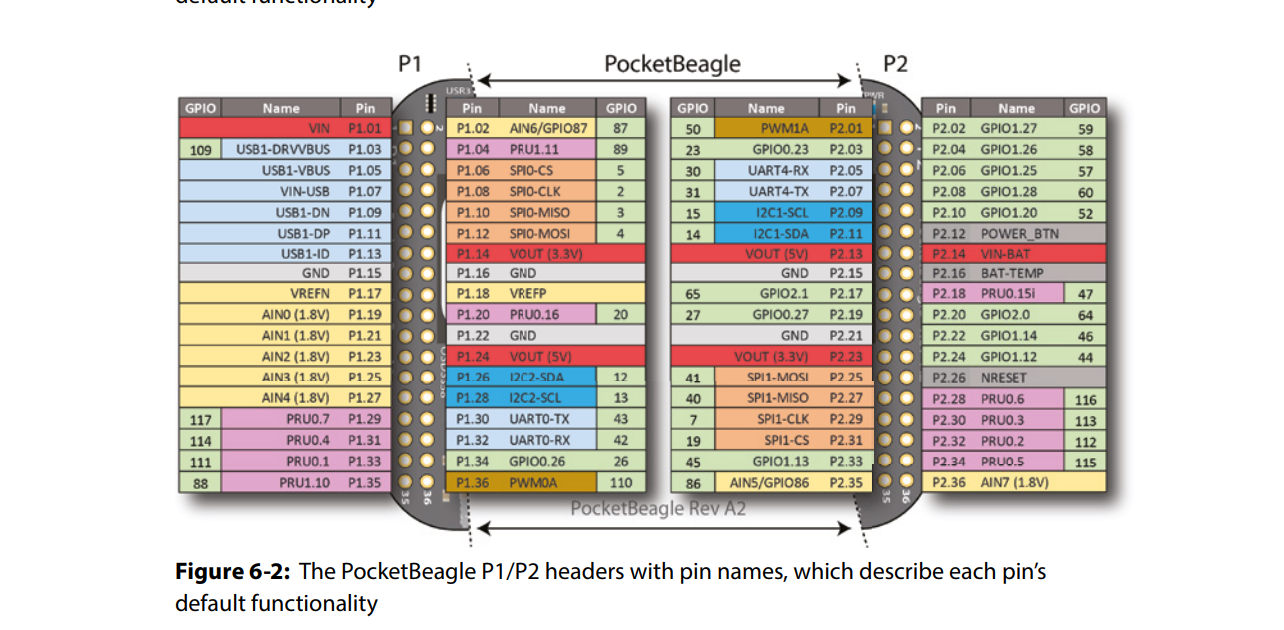 default functionality
P1 PocketBeagle P2
USR3 PWR
GPIO Name Pin Pin Name GPIO GPIO Name Pin Pin Name GPIO
VIN P1.01 P1.02 AIN6/GPIO87 87 50 PWM1A P2.01 P2.02 GPIO1.27 59
109 USB1-DRVVBUS P1.03 P1.04 PRU1.11 89 23 GPIO0.23 P2.03 P2.04 GPIO1.26 58
USB1-VBUS P1.05 P1.06 SPI0-CS 5 30 UART4-RX P2.05 P2.06 GPIO1.25 57
VIN-USB P1.07 P1.08 SPI0-CLK 2 31 UART4-TX P2.07 P2.08 GPIO1.28 60
USB1-DN P1.09 P1.10 SPI0-MISO 3 15 I2C1-SCL P2.09 P2.10 GPIO1.20 52
USB1-DP P1.11 P1.12 SPI0-MOSI 4 14 I2C1-SDA P2.11 P2.12 POWER_BTN
USB1-ID P1.13 P1.14 VOUT (3.3V) VOUT (5V) P2.13 P2.14 VIN-BAT
GND P1.15 P1.16 GND GND P2.15 P2.16 BAT-TEMP
VREFN P1.17 P1.18 VREFP 65 GPIO2.1 P2.17 P2.18 PRU0.15i 47
AIN0 (1.8V) P1.19 P1.20 PRU0.16 20 27 GPIO0.27 P2.19 P2.20 GPIO2.0 64
AIN1 (1.8V) P1.21 P1.22 GND GND P2.21 P2.22 GPIO1.14 46
AIN2 (1.8V) P1.23 P1.24 VOUT (5V) VOUT (3.3V) P2.23 P2.24 GPIO1.12 44
AIN3 (1.8V) P1.25 P1.26 I2C2-SDA 12 41 SPI1-MOSI P2.25 P2.26 NRESET
AIN4 (1.8V) P1.27 P1.28 I2C2-SCL 13 40 SPI1-MISO P2.27 P2.28 PRU0.6 116
117 PRU0.7 P1.29 P1.30 UART0-TX 43 7 SPI1-CLK P2.29 P2.30 PRU0.3 113
114 PRU0.4 P1.31 P1.32 UART0-RX 42 19 SPI1-CS P2.31 P2.32 PRU0.2 112
111 PRU0.1 P1.33 P1.34 GPIO0.26 26 45 GPIO1.13 P2.33 P2.34 PRU0.5 115
88 PRU1.10 P1.35 P1.36 PWM0A 110 86 AIN5/GPIO86 P2.35 P2.36 AIN7 (1.8V)
35 36 35 36
PocketBeagle Rev A2
Figure 6-2: The PocketBeagle P1/P2 headers with pin names, which describe each pin’s
default functionality